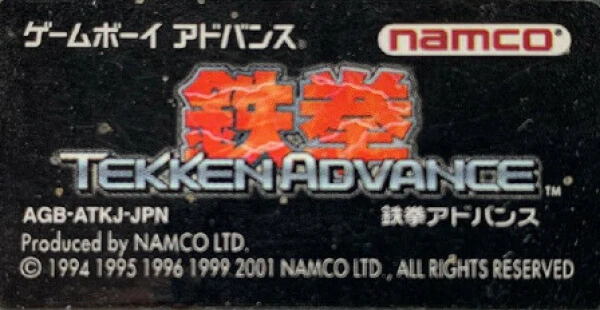 ゲームボーイ アドバンス
namco®
鉄拳
TEKKEN ADVANCE™
AGB-ATKJ-JPN 鉄拳アドバンス
Produced by NAMCO LTD.
© 1994 1995 1996 1999 2001 NAMCO LTD., ALL RIGHTS RESERVED